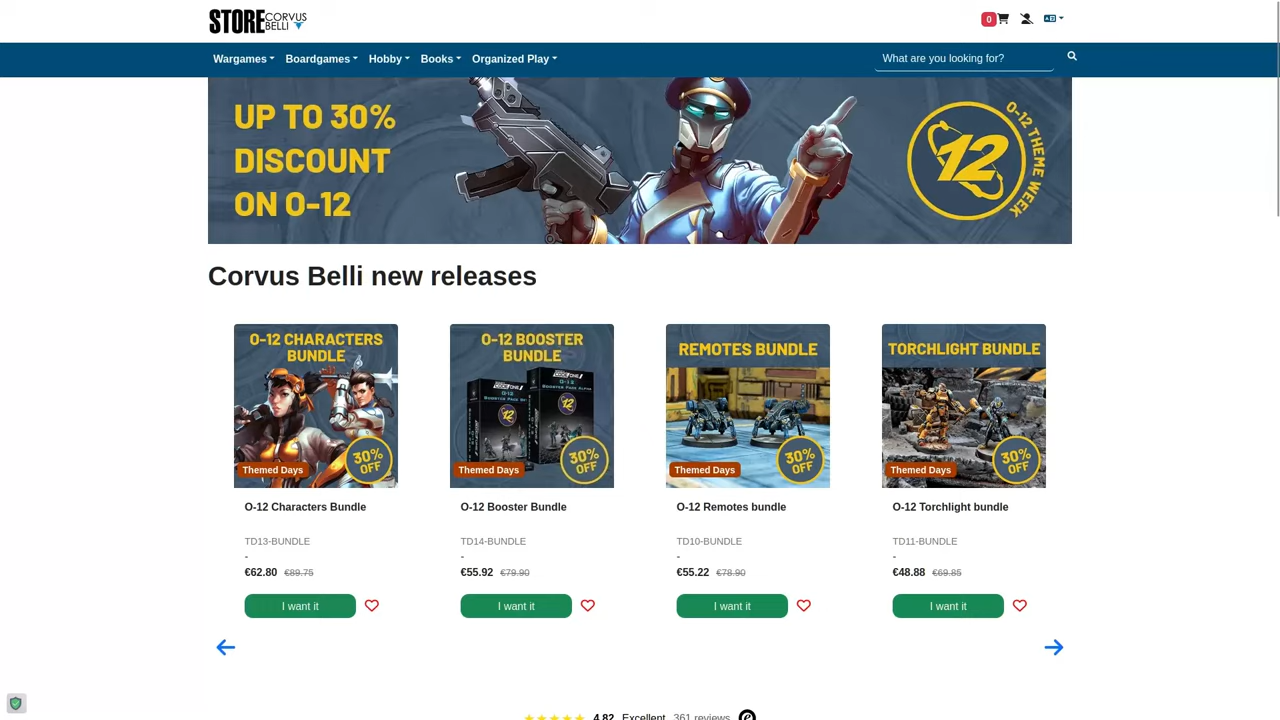 STORE CORVUS BELLI
0
Wargames
Boardgames
Hobby
Books
Organized Play
What are you looking for?
UP TO 30%
DISCOUNT
ON O-12
O-12 THEME WEEK
12
Corvus Belli new releases
O-12 CHARACTERS
BUNDLE
30%
OFF
Themed Days
O-12 Characters Bundle
TD13-BUNDLE
-
€62.80 €89.75
I want it
O-12 BOOSTER
BUNDLE
30%
OFF
Themed Days
O-12 Booster Bundle
TD14-BUNDLE
-
€55.92 €79.90
I want it
REMOTES BUNDLE
30%
OFF
Themed Days
O-12 Remotes bundle
TD10-BUNDLE
-
€55.22 €78.90
I want it
TORCHLIGHT BUNDLE
30%
OFF
Themed Days
O-12 Torchlight bundle
TD11-BUNDLE
-
€48.88 €69.85
I want it
4.82 Excellent 361 reviews